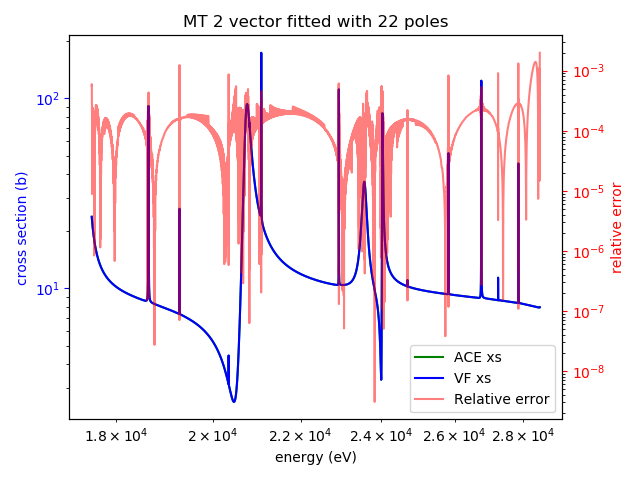 MT 2 vector fitted with 22 poles
10²
10¹
cross section (b)
10⁻³
10⁻⁴
10⁻⁵
10⁻⁶
10⁻⁷
10⁻⁸
relative error
ACE xs
VF xs
Relative error
1.8 × 10⁴ 2 × 10⁴ 2.2 × 10⁴ 2.4 × 10⁴ 2.6 × 10⁴ 2.8 × 10⁴
energy (eV)